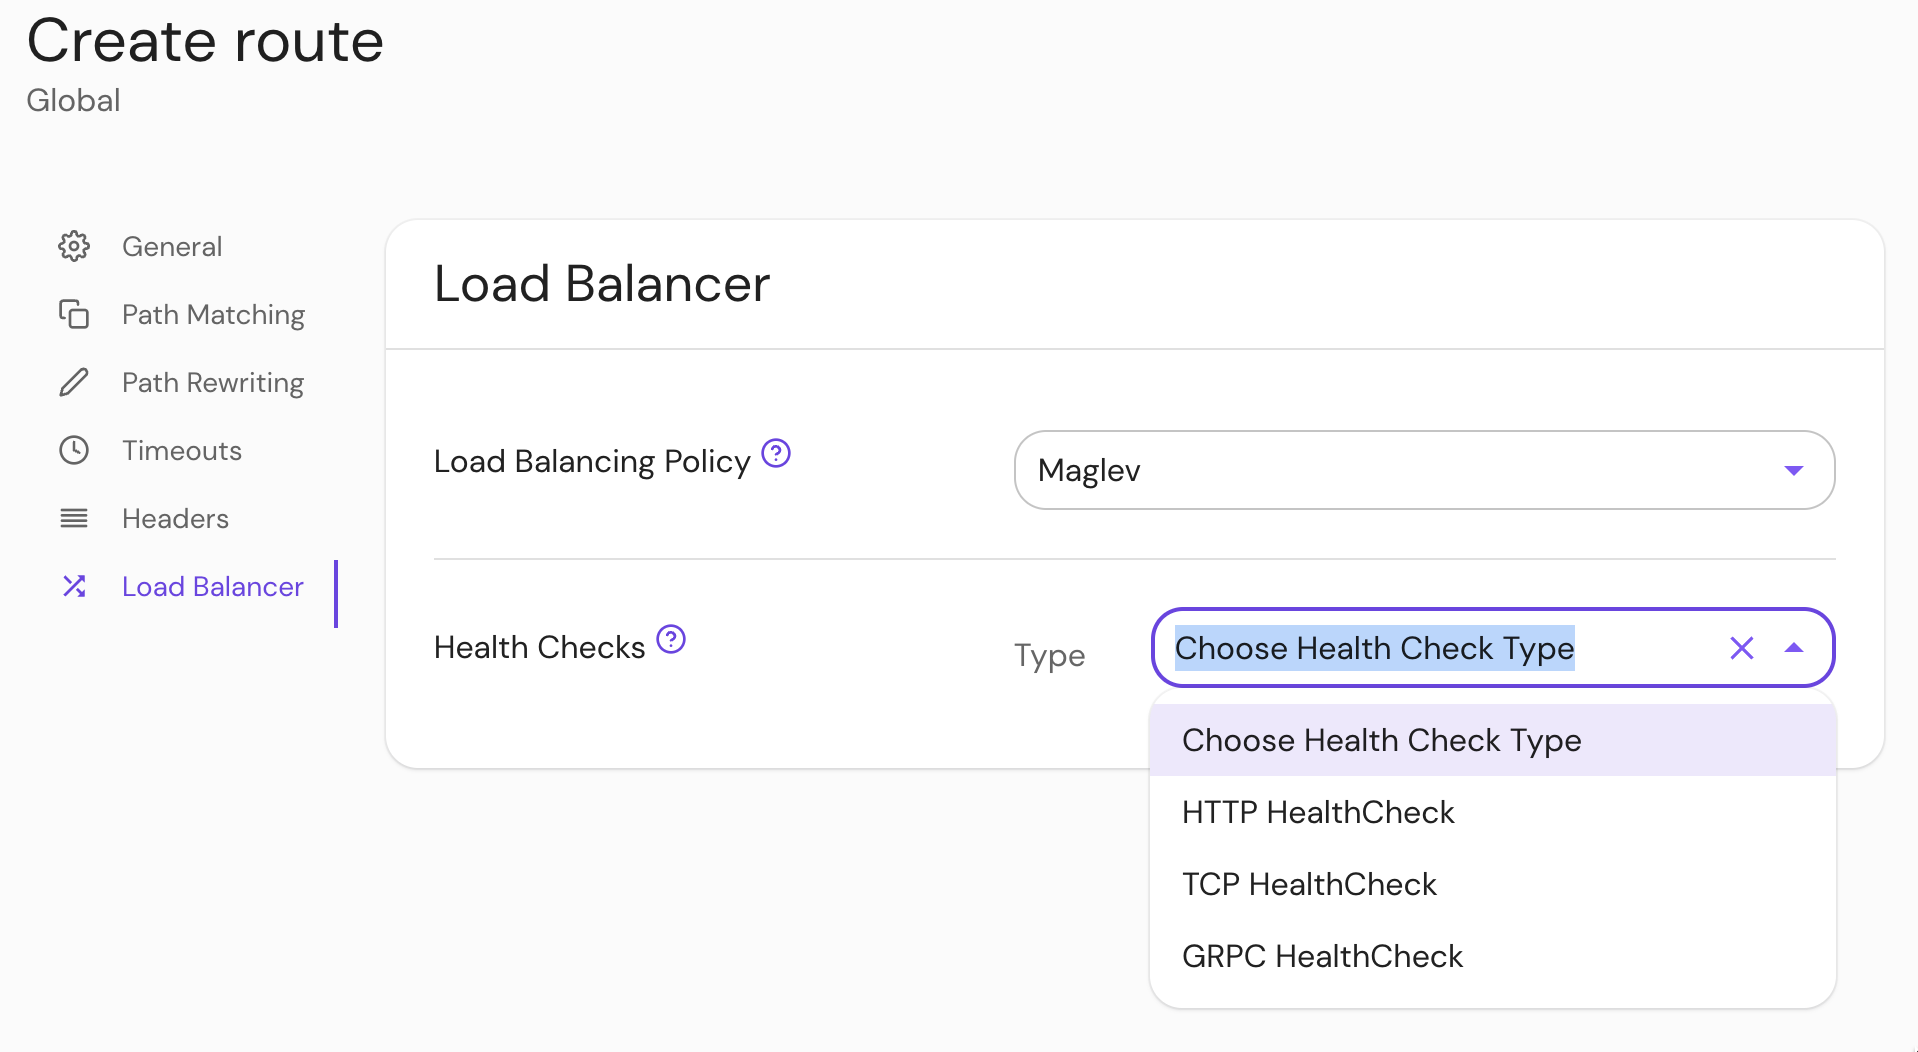 Create route
Global
General
Path Matching
Path Rewriting
Timeouts
Headers
Load Balancer
Load Balancer
Load Balancing Policy
Maglev
Health Checks
Type
Choose Health Check Type
Choose Health Check Type
HTTP HealthCheck
TCP HealthCheck
GRPC HealthCheck